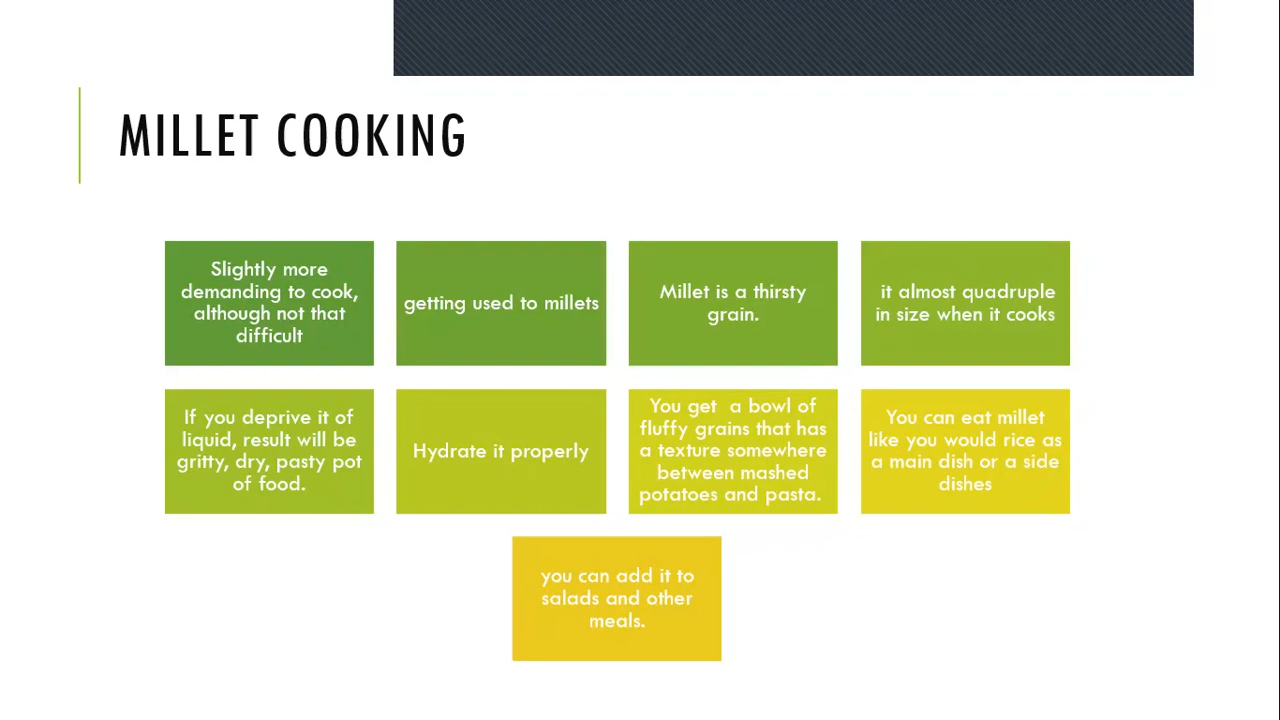 MILLET COOKING
Slightly more
demanding to cook,
although not that
difficult
getting used to millets
Millet is a thirsty
grain.
it almost quadruple
in size when it cooks
If you deprive it of
liquid, result will be
gritty, dry, pasty pot
of food.
Hydrate it properly
You get  a bowl of
fluffy grains that has
a texture somewhere
between mashed
potatoes and pasta.
You can eat millet
like you would rice as
a main dish or a side
dishes
you can add it to
salads and other
meals.